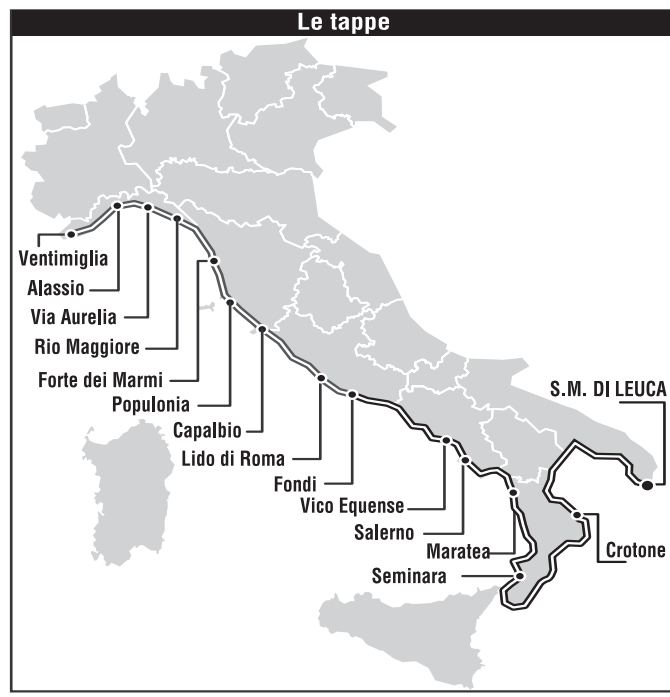 Le tappe
Ventimiglia
Alassio
Via Aurelia
Rio Maggiore
Forte dei Marmi
Populonia
Capalbio
Lido di Roma
Fondi
Vico Equense
Salerno
Maratea
Seminara
S.M. DI LEUCA
Crotone